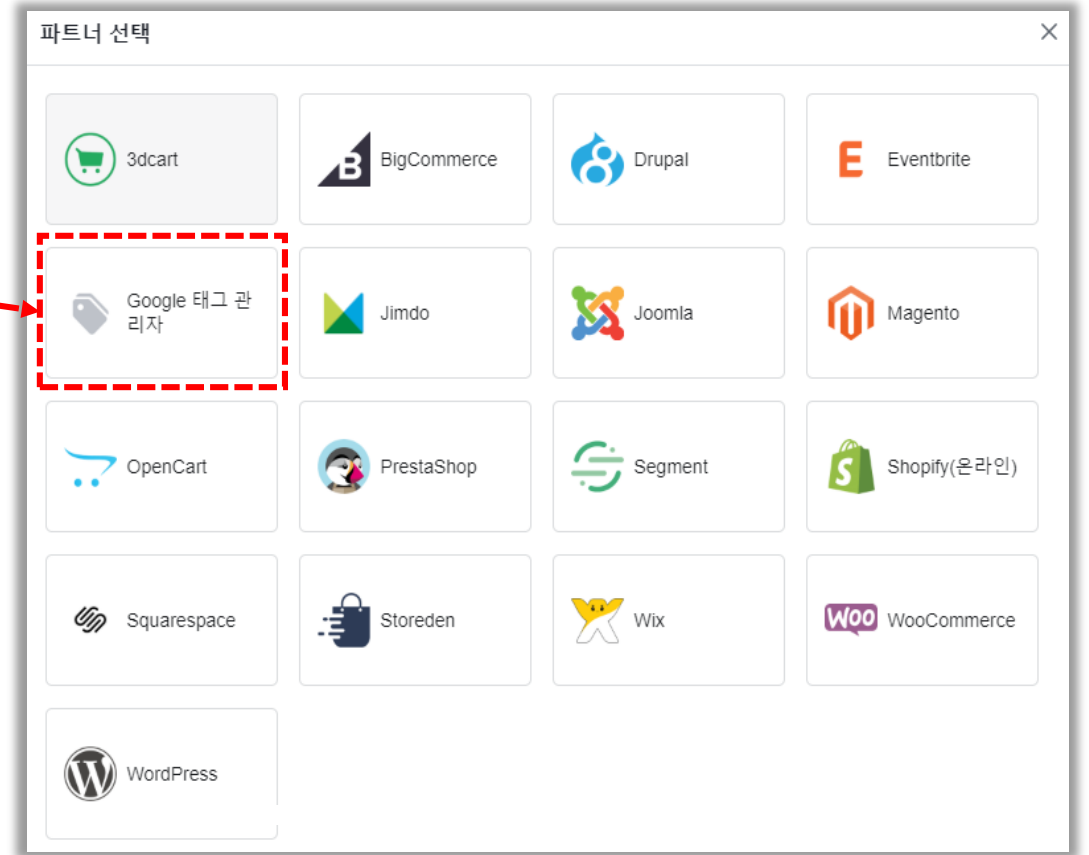 파트너 선택
3dcart
BigCommerce
Drupal
E
Eventbrite
B
Google 태그 관
리자
Jimdo
Joomla
Magento
OpenCart
PrestaShop
Segment
S
Shopify(온라인)
Squarespace
Storeden
Wix
WOO
WooCommerce
W
WordPress